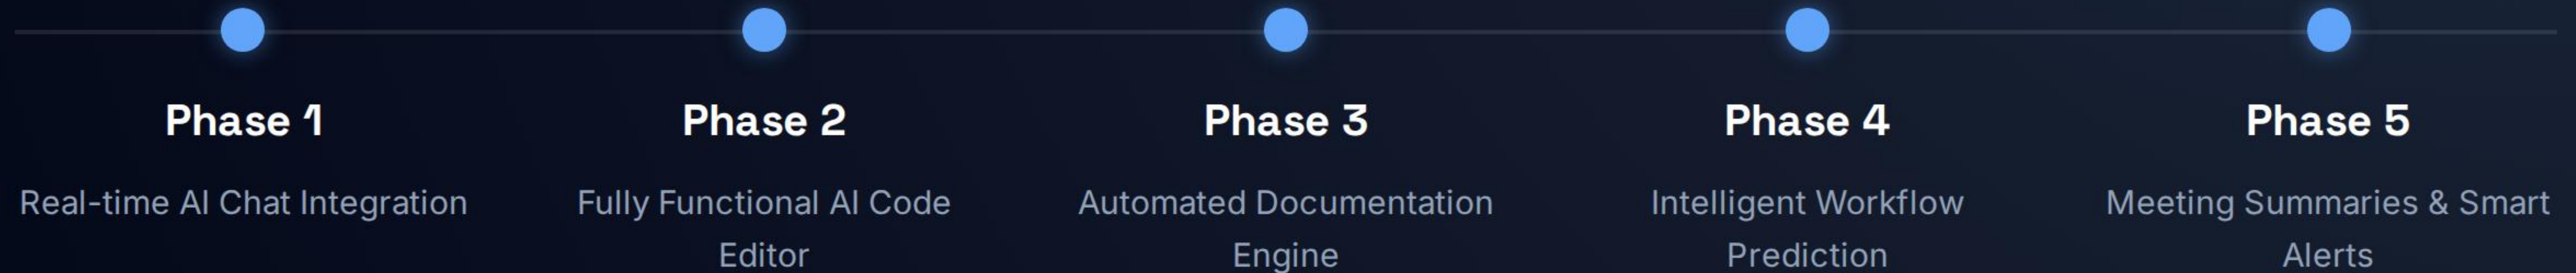 Phase 1
Real-time AI Chat Integration
Phase 2
Fully Functional AI Code
Editor
Phase 3
Automated Documentation
Engine
Phase 4
Intelligent Workflow
Prediction
Phase 5
Meeting Summaries & Smart
Alerts